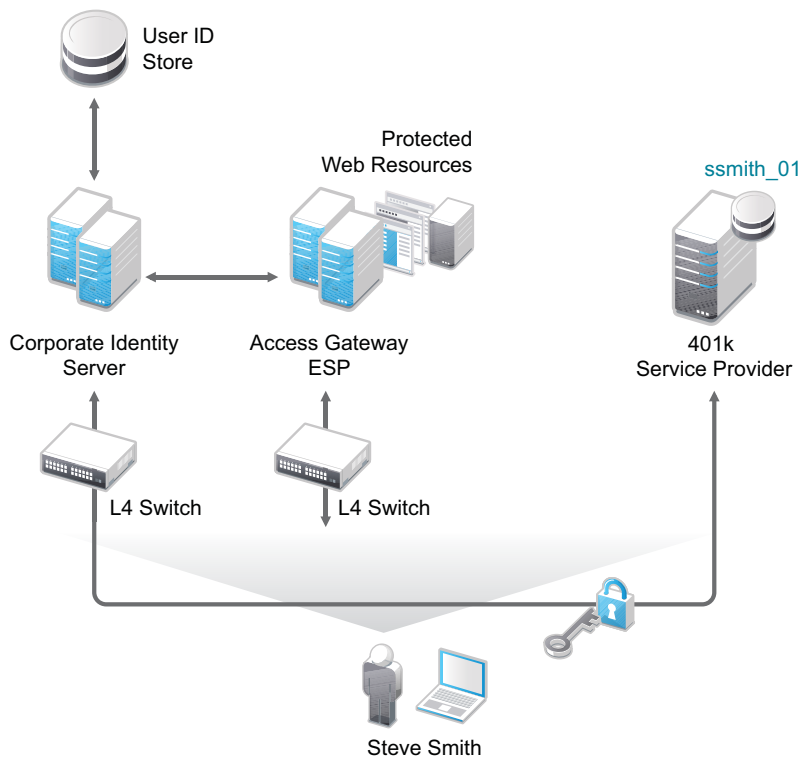 User ID
Store
Protected
Web Resources
ssmith_01
Corporate Identity
Server
Access Gateway
ESP
401k
Service Provider
L4 Switch
L4 Switch
Steve Smith